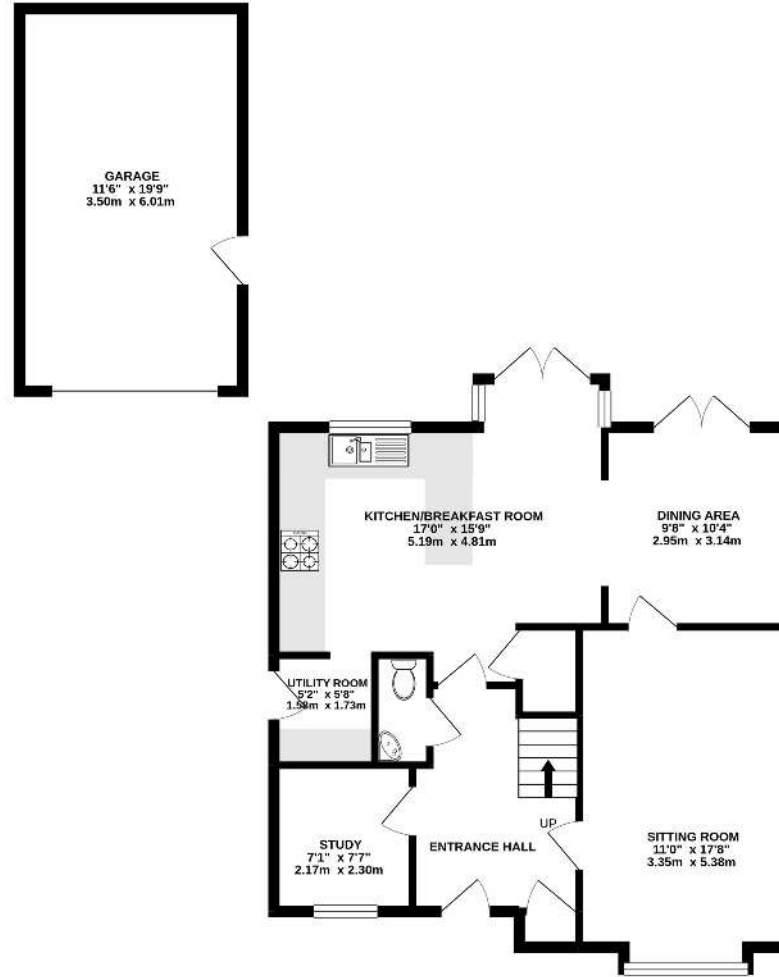 GARAGE
11'6" x 19'9"
3.50m x 6.01m
KITCHEN/BREAKFAST ROOM
17'0" x 15'9"
5.19m x 4.81m
DINING AREA
9'8" x 10'4"
2.95m x 3.14m
UTILITY ROOM
5'2" x 5'8"
1.58m x 1.73m
STUDY
7'1" x 7'7"
2.17m x 2.30m
UP
ENTRANCE HALL
SITTING ROOM
11'0" x 17'8"
3.35m x 5.38m